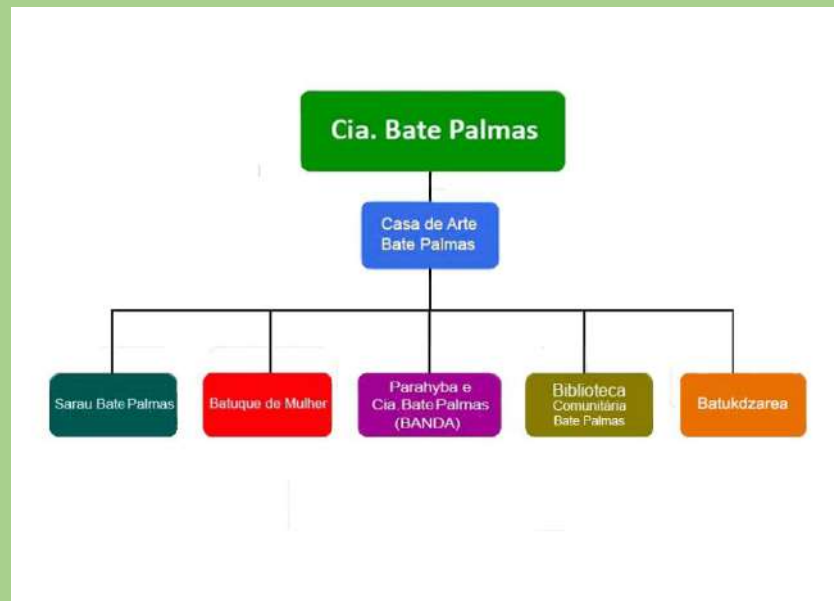 Cia. Bate Palmas
Casa de Arte
Bate Palmas
Sarau Bate Palmas
Batuque de Mulher
Parahyba e
Cia. Bate Palmas
(BANDA)
Biblioteca
Comunitária
Bate Palmas
Batukdzarea